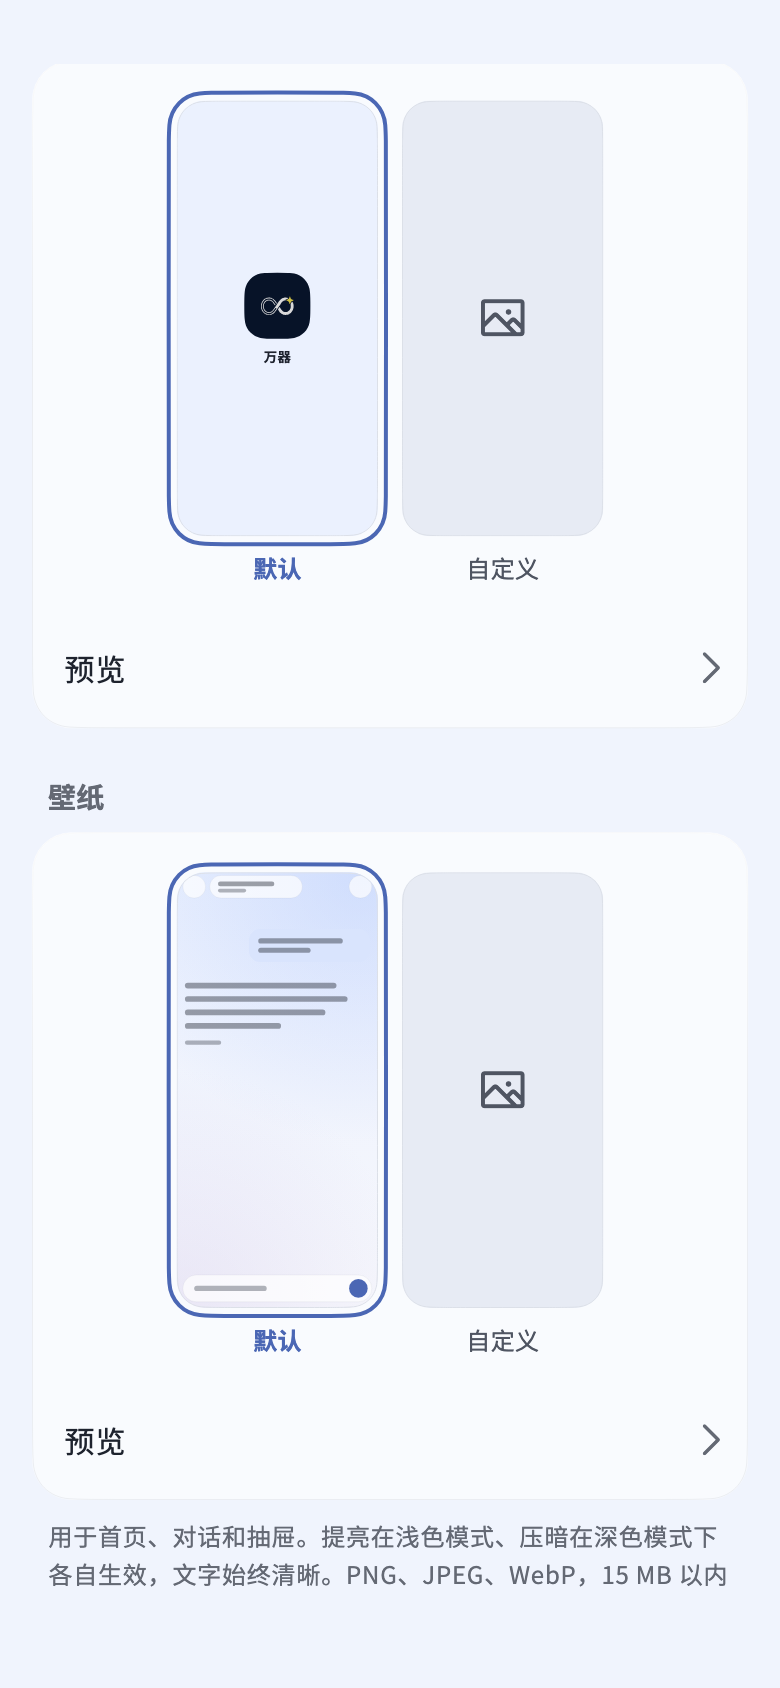 万器
默认
自定义
预览
壁纸
默认
自定义
预览
用于首页、对话和抽屉。提亮在浅色模式、压暗在深色模式下
各自生效，文字始终清晰。PNG、JPEG、WebP，15 MB 以内